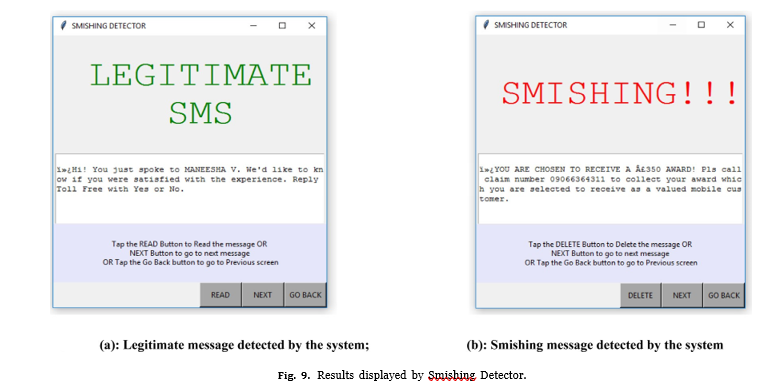 SMISHING DETECTOR
LEGITIMATE
SMS
ï»¿Hi! You just spoke to MANEESHA V. We'd like to kn
ow if you were satisfied with the experience. Reply
Toll Free with Yes or No.
Tap the READ Button to Read the message OR
NEXT Button to go to next message
OR Tap the Go Back button to go to Previous screen
READ NEXT GO BACK
SMISHING DETECTOR
SMISHING!!!
ï»¿YOU ARE CHOSEN TO RECEIVE A Â£350 AWARD! Pls call
claim number 09066364311 to collect your award whic
h you are selected to receive as a valued mobile cus
tomer.
Tap the DELETE Button to Delete the message OR
NEXT Button to go to next message
OR Tap the Go Back button to go to Previous screen
DELETE NEXT GO BACK
(a): Legitimate message detected by the system;
(b): Smishing message detected by the system
Fig. 9. Results displayed by Smishing Detector.